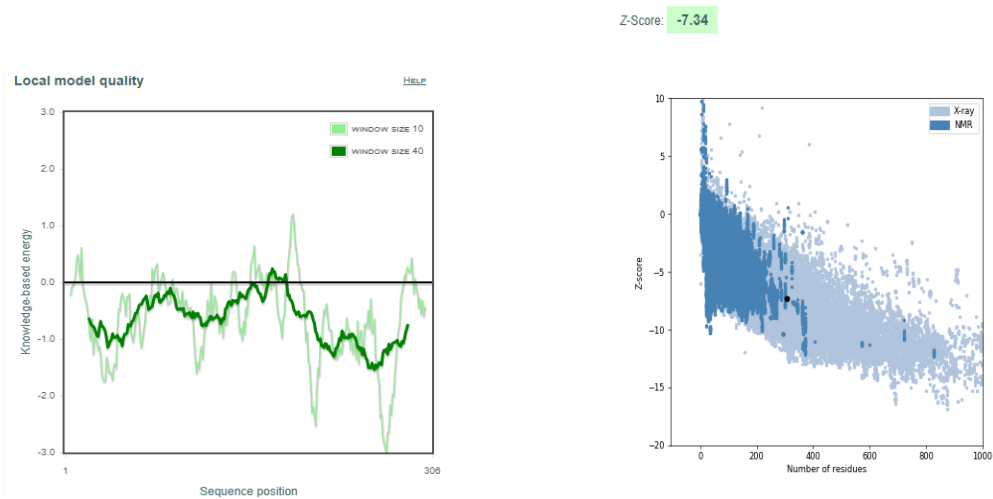 Z-Score: -7.34
Local model quality
HELP
3.0
2.0
1.0
0.0
-1.0
-2.0
-3.0
Knowledge-based energy
WINDOW SIZE 10
WINDOW SIZE 40
1
306
Sequence position
10
5
0
−5
−10
−15
−20
Z-score
X-ray
NMR
0
200
400
600
800
1000
Number of residues